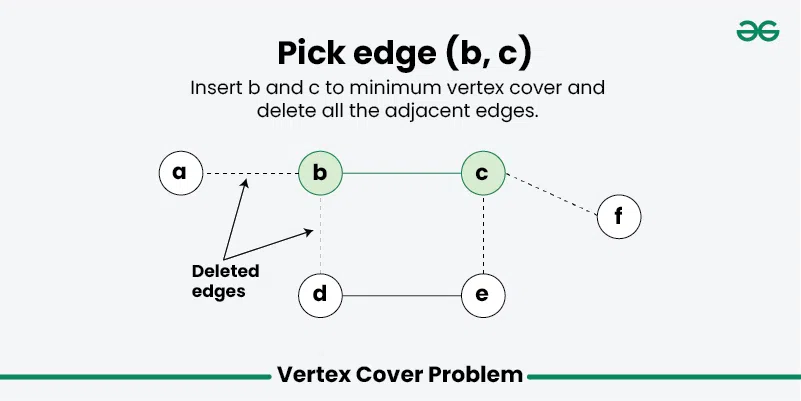 Pick edge (b, c)
Insert b and c to minimum vertex cover and
delete all the adjacent edges.
a
b
c
f
Deleted
edges
d
e
Vertex Cover Problem